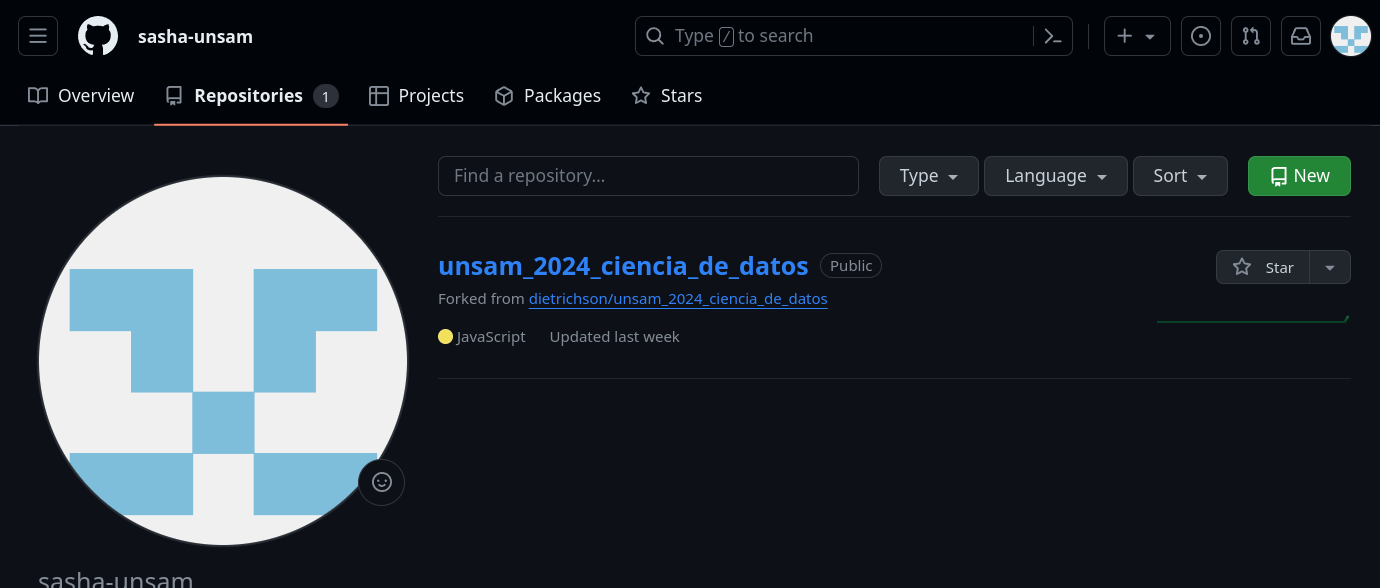 sasha-unsam
Type / to search
Overview
Repositories 1
Projects
Packages
Stars
Find a repository...
Type
Language
Sort
New
unsam_2024_ciencia_de_datos Public
Star
Forked from dietrichson/unsam_2024_ciencia_de_datos
JavaScript Updated last week
sasha-unsam